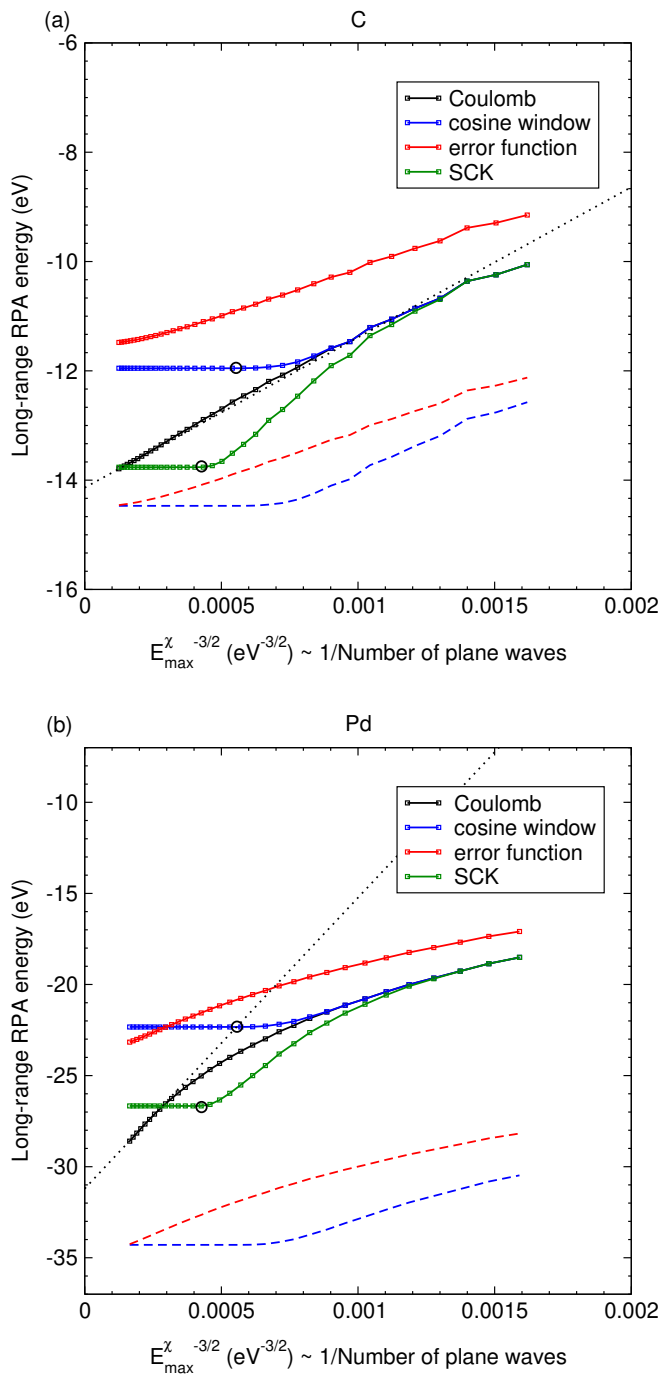 (a)
C
-6
-8
-10
-12
-14
-16
Long-range RPA energy (eV)
Coulomb
cosine window
error function
SCK
0
0.0005
0.001
0.0015
0.002
E_max^χ ^-3/2 (eV^-3/2) ~ 1/Number of plane waves
(b)
Pd
-10
-15
-20
-25
-30
-35
Long-range RPA energy (eV)
Coulomb
cosine window
error function
SCK
0
0.0005
0.001
0.0015
0.002
E_max^χ ^-3/2 (eV^-3/2) ~ 1/Number of plane waves